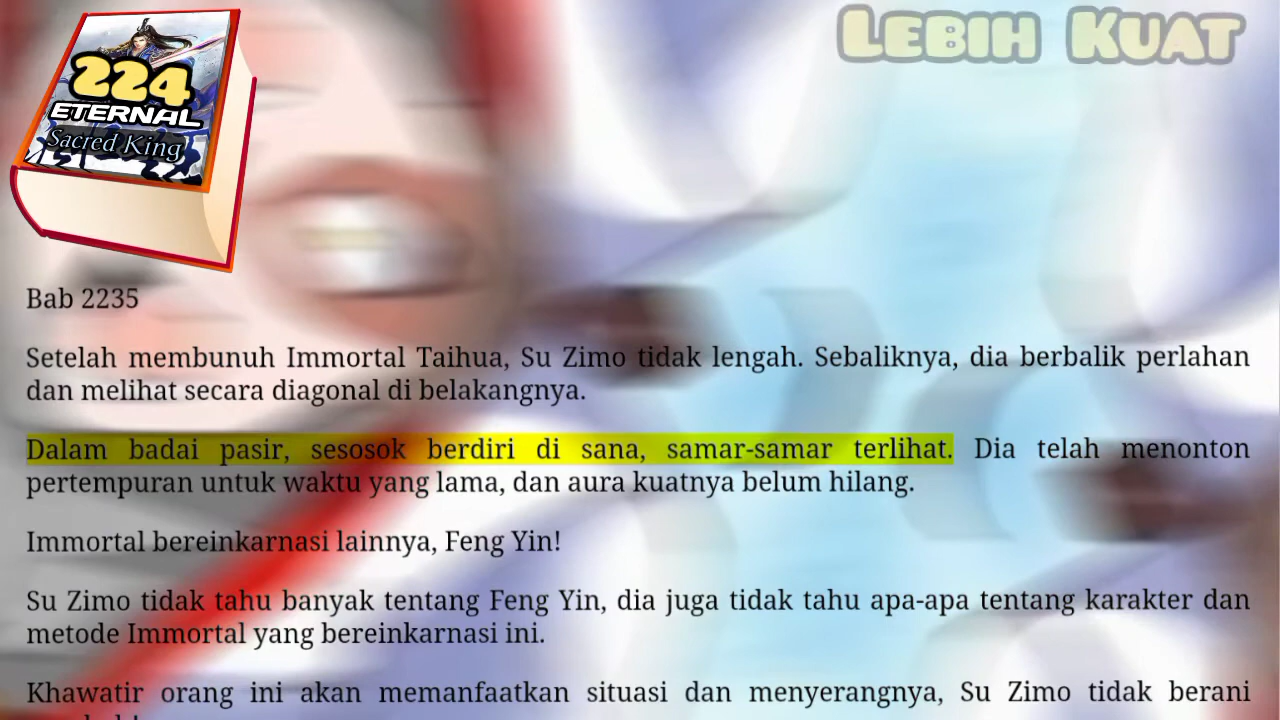 LEBIH KUAT
224
ETERNAL
Sacred King
Bab 2235
Setelah membunuh Immortal Taihua, Su Zimo tidak lengah. Sebaliknya, dia berbalik perlahan
dan melihat secara diagonal di belakangnya.
Dalam badai pasir, sesosok berdiri di sana, samar-samar terlihat. Dia telah menonton
pertempuran untuk waktu yang lama, dan aura kuatnya belum hilang.
Immortal bereinkarnasi lainnya, Feng Yin!
Su Zimo tidak tahu banyak tentang Feng Yin, dia juga tidak tahu apa-apa tentang karakter dan
metode Immortal yang bereinkarnasi ini.
Khawatir orang ini akan memanfaatkan situasi dan menyerangnya, Su Zimo tidak berani